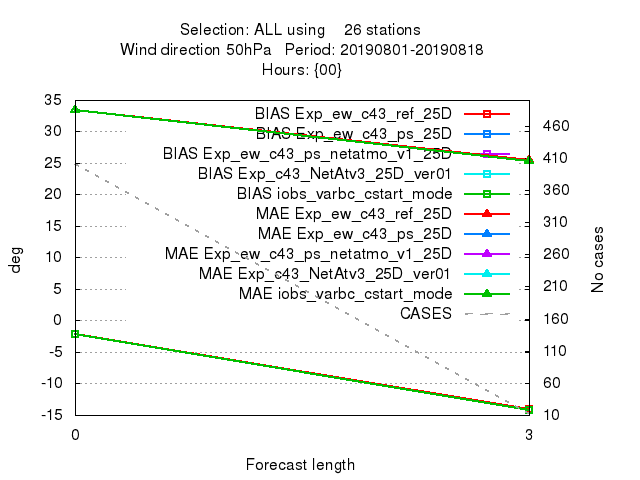 Selection: ALL using 26 stations
Wind direction 50hPa Period: 20190801-20190818
Hours: {00}
35
30
25
20
15
10
5
0
-5
-10
-15
deg
BIAS Exp_ew_c43_ref_25D
BIAS Exp_ew_c43_ps_25D
BIAS Exp_ew_c43_ps_netatmo_v1_25D
BIAS Exp_c43_NetAtv3_25D_ver01
BIAS iobs_varbc_cstart_mode
MAE Exp_ew_c43_ref_25D
MAE Exp_ew_c43_ps_25D
MAE Exp_ew_c43_ps_netatmo_v1_25D
MAE Exp_c43_NetAtv3_25D_ver01
MAE iobs_varbc_cstart_mode
CASES
460
410
360
310
260
210
160
110
60
10
No cases
0 3
Forecast length